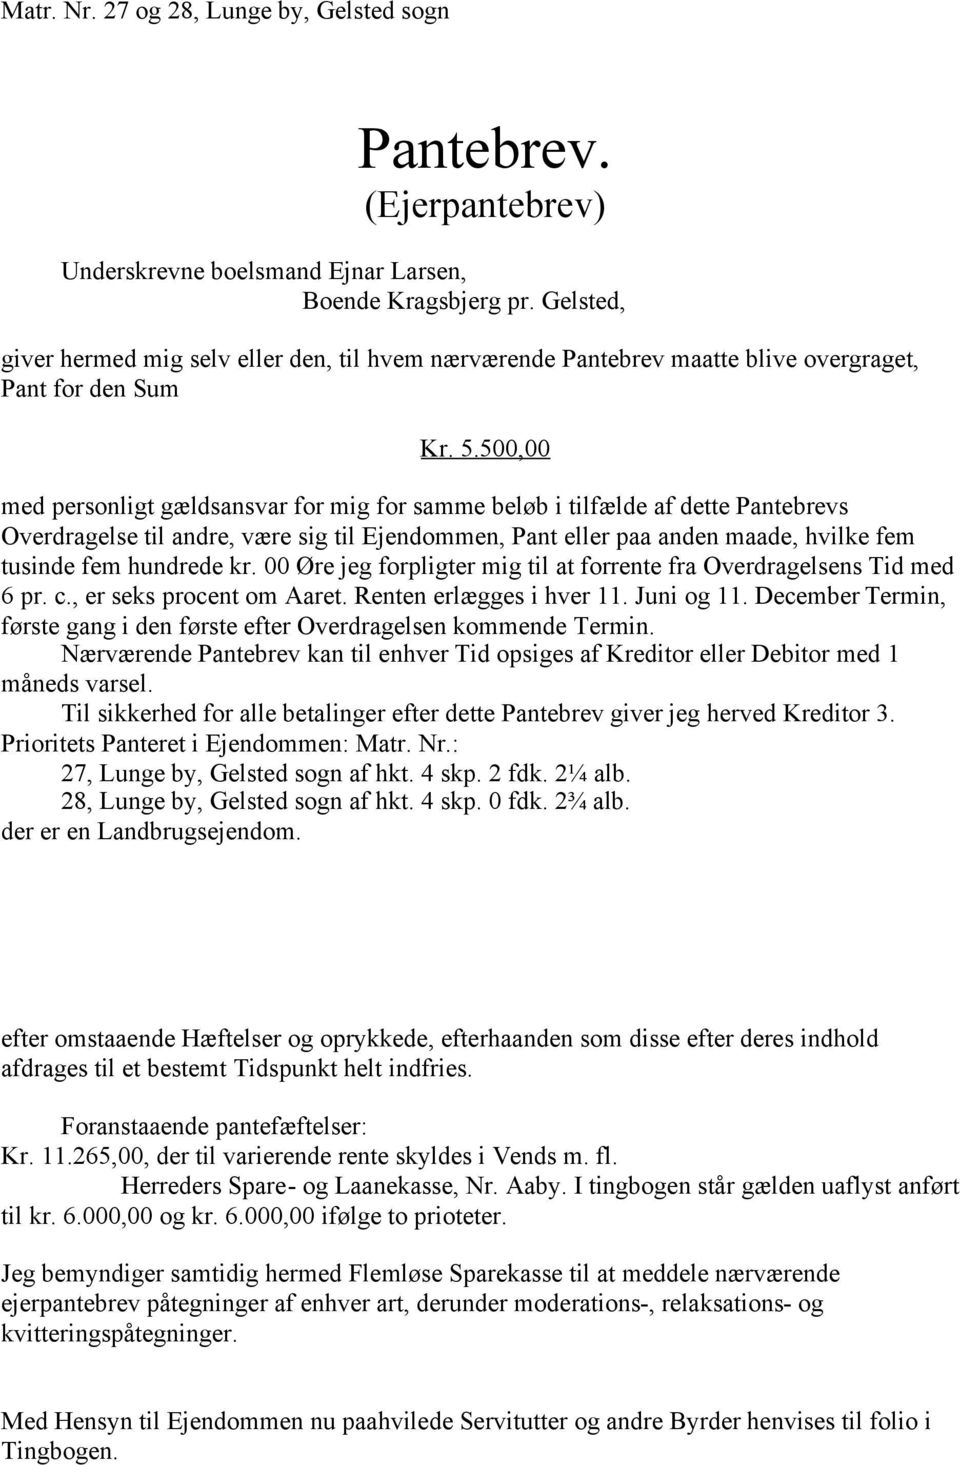 Matr. Nr. 27 og 28, Lunge by, Gelsted sogn
Pantebrev.
(Ejerpantebrev)
Underskrevne boelsmand Ejnar Larsen,
Boende Kragsbjerg pr. Gelsted,
giver hermed mig selv eller den, til hvem nærværende Pantebrev maatte blive overgraget,
Pant for den Sum
Kr. 5.500,00
med personligt gældsansvar for mig for samme beløb i tilfælde af dette Pantebrevs
Overdragelse til andre, være sig til Ejendommen, Pant eller paa anden maade, hvilke fem
tusinde fem hundrede kr. 00 Øre jeg forpligter mig til at forrente fra Overdragelsens Tid med
6 pr. c., er seks procent om Aaret. Renten erlægges i hver 11. Juni og 11. December Termin,
første gang i den første efter Overdragelsen kommende Termin.
Nærværende Pantebrev kan til enhver Tid opsiges af Kreditor eller Debitor med 1
måneds varsel.
Til sikkerhed for alle betalinger efter dette Pantebrev giver jeg herved Kreditor 3.
Prioritets Panteret i Ejendommen: Matr. Nr.:
27, Lunge by, Gelsted sogn af hkt. 4 skp. 2 fdk. 2¼ alb.
28, Lunge by, Gelsted sogn af hkt. 4 skp. 0 fdk. 2¾ alb.
der er en Landbrugsejendom.
efter omstaaende Hæftelser og oprykkede, efterhaanden som disse efter deres indhold
afdrages til et bestemt Tidspunkt helt indfries.
Foranstaaende pantefæftelser:
Kr. 11.265,00, der til varierende rente skyldes i Vends m. fl.
Herreders Spare- og Laanekasse, Nr. Aaby. I tingbogen står gælden uaflyst anført
til kr. 6.000,00 og kr. 6.000,00 ifølge to prioteter.
Jeg bemyndiger samtidig hermed Flemløse Sparekasse til at meddele nærværende
ejerpantebrev påtegninger af enhver art, derunder moderations-, relaksations- og
kvitteringspåtegninger.
Med Hensyn til Ejendommen nu paahvilede Servitutter og andre Byrder henvises til folio i
Tingbogen.